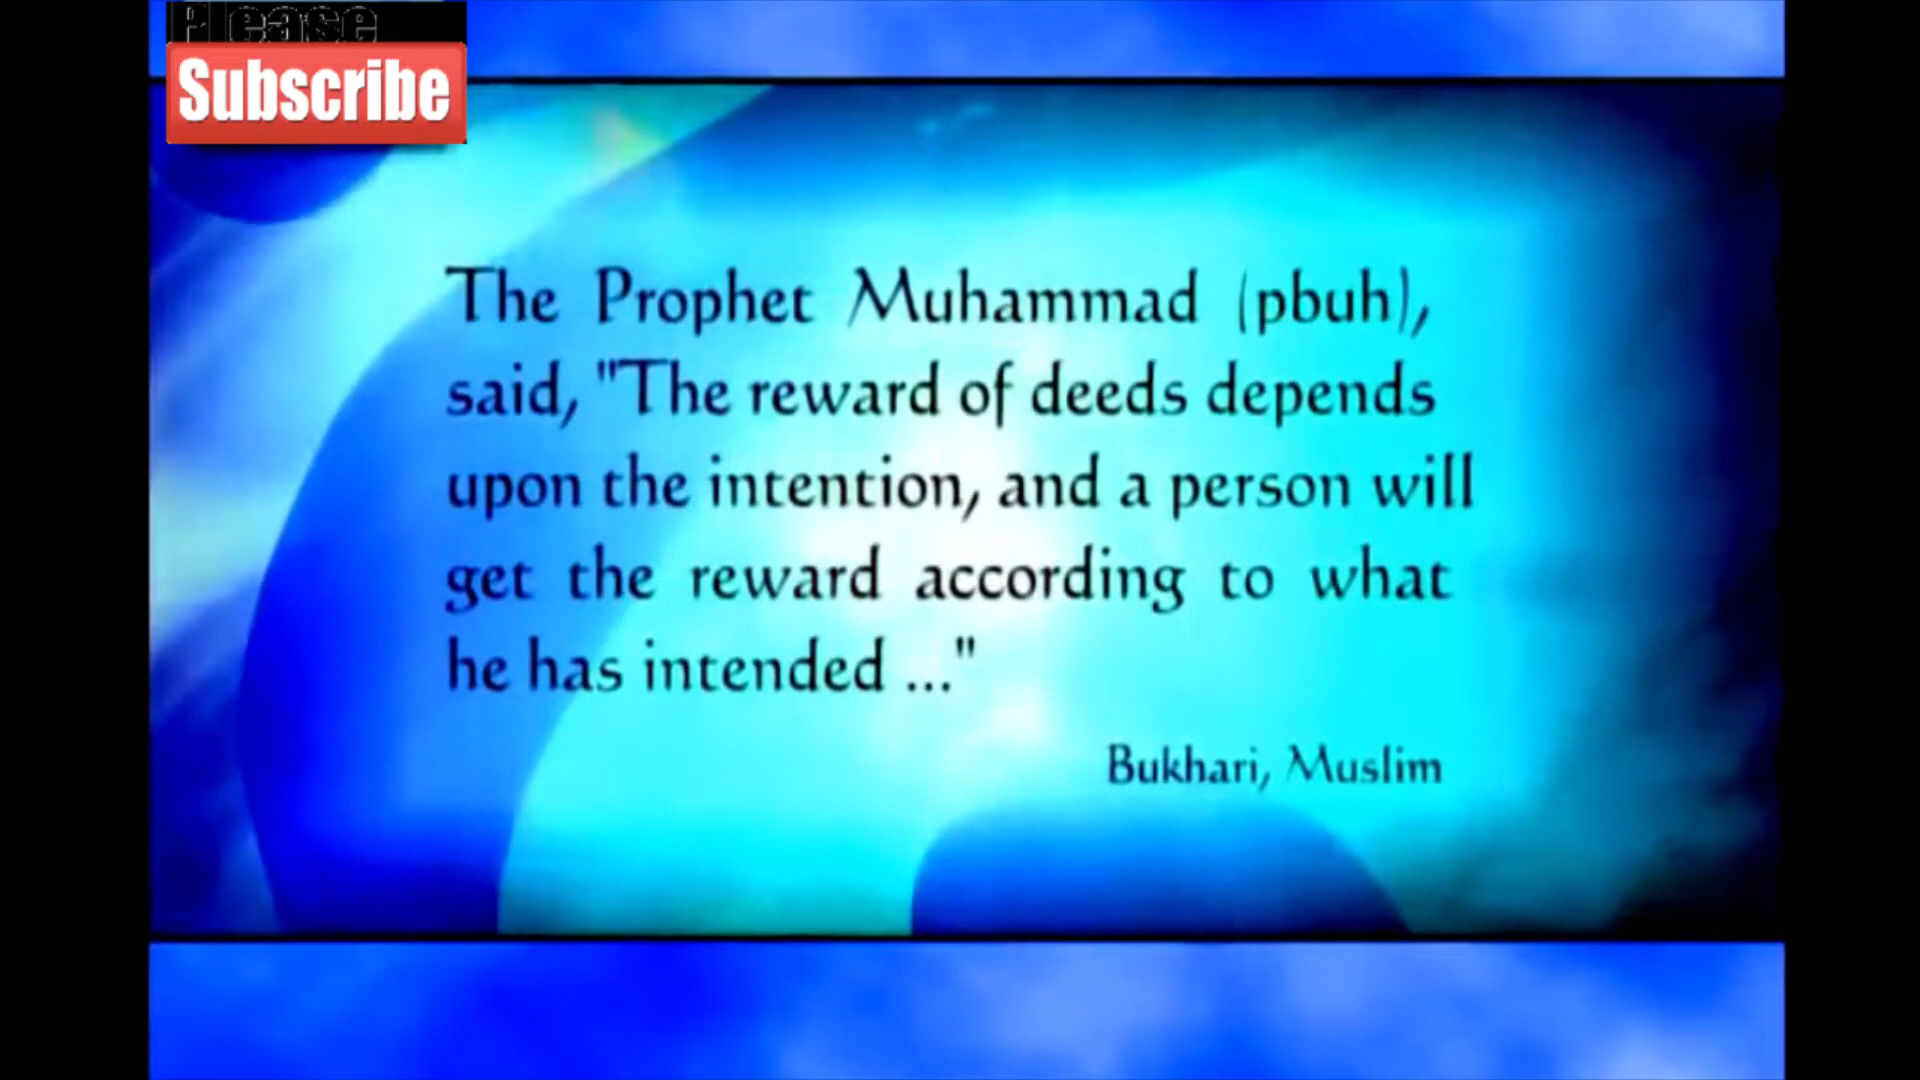 Please
Subscribe
The Prophet Muhammad (pbuh),
said, "The reward of deeds depends
upon the intention, and a person will
get the reward according to what
he has intended ..."
Bukhari, Muslim